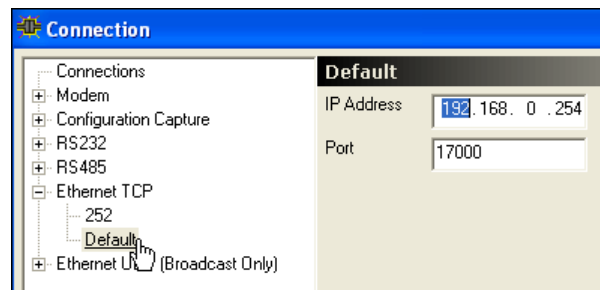 Connection
Connections
Modem
Configuration Capture
RS232
RS485
Ethernet TCP
252
Default
Ethernet (Broadcast Only)
Default
IP Address
192.168. 0 .254
Port
17000